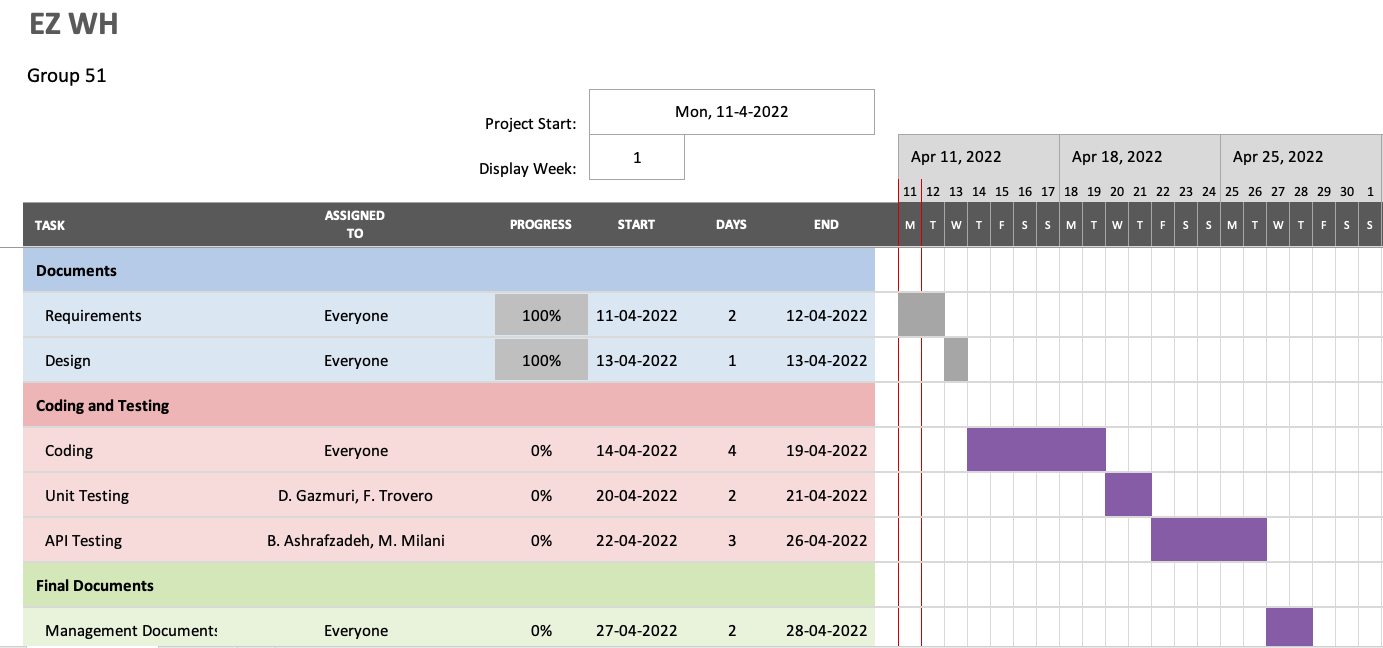 EZ WH
Group 51
Project Start: Mon, 11-4-2022
Display Week: 1
Apr 11, 2022 Apr 18, 2022 Apr 25, 2022
11 12 13 14 15 16 17 18 19 20 21 22 23 24 25 26 27 28 29 30 1
TASK ASSIGNED TO PROGRESS START DAYS END M T W T F S S M T W T F S S M T W T F S S
Documents
Requirements Everyone 100% 11-04-2022 2 12-04-2022
Design Everyone 100% 13-04-2022 1 13-04-2022
Coding and Testing
Coding Everyone 0% 14-04-2022 4 19-04-2022
Unit Testing D. Gazmuri, F. Trovero 0% 20-04-2022 2 21-04-2022
API Testing B. Ashrafzadeh, M. Milani 0% 22-04-2022 3 26-04-2022
Final Documents
Management Documents Everyone 0% 27-04-2022 2 28-04-2022